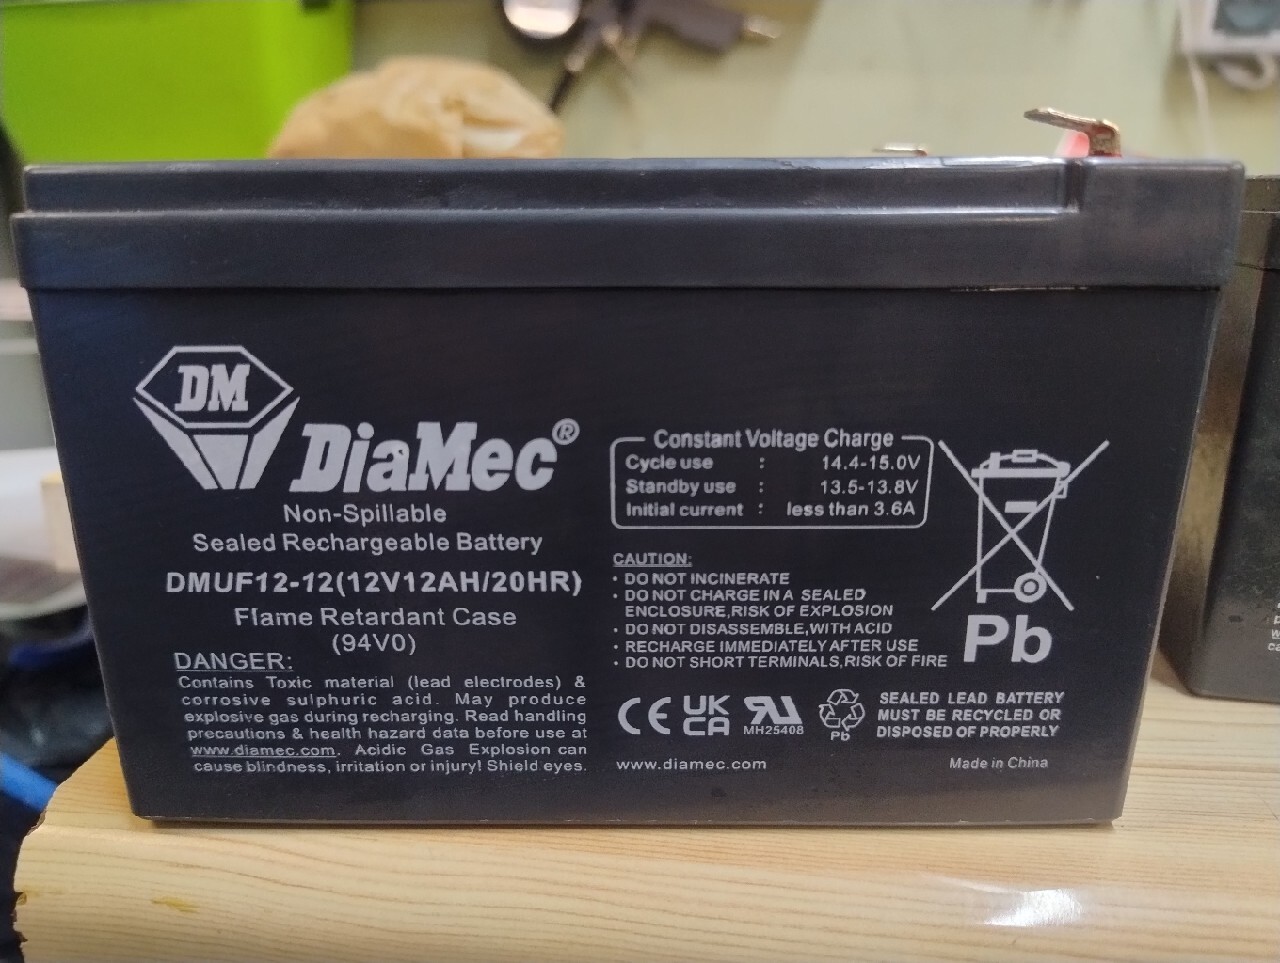 DM
DiaMec®
Non-Spillable
Sealed Rechargeable Battery
DMUF12-12(12V12AH/20HR)
Flame Retardant Case
(94V0)
DANGER:
Contains Toxic material (lead electrodes) &
corrosive sulphuric acid. May produce
explosive gas during recharging. Read handling
precautions & health hazard data before use at
www.diamec.com. Acidic Gas Explosion can
cause blindness, irritation or injury! Shield eyes.
Constant Voltage Charge
Cycle use : 14.4-15.0V
Standby use : 13.5-13.8V
Initial current : less than 3.6A
CAUTION:
· DO NOT INCINERATE
· DO NOT CHARGE IN A SEALED
ENCLOSURE,RISK OF EXPLOSION
· DO NOT DISASSEMBLE,WITH ACID
· RECHARGE IMMEDIATELY AFTER USE
· DO NOT SHORT TERMINALS,RISK OF FIRE
Pb
CE UK CA RU MH25408
Pb
SEALED LEAD BATTERY
MUST BE RECYCLED OR
DISPOSED OF PROPERLY
www.diamec.com
Made in China